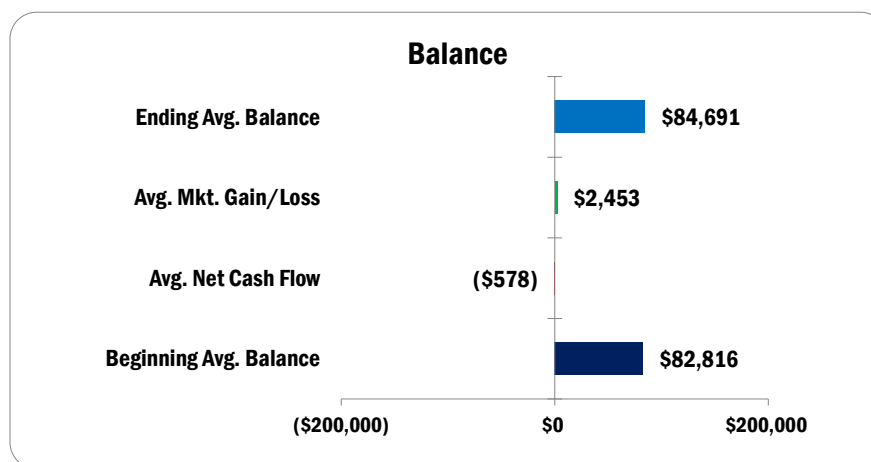 Balance
Ending Avg. Balance $84,691
Avg. Mkt. Gain/Loss $2,453
Avg. Net Cash Flow ($578)
Beginning Avg. Balance $82,816
($200,000) $0 $200,000